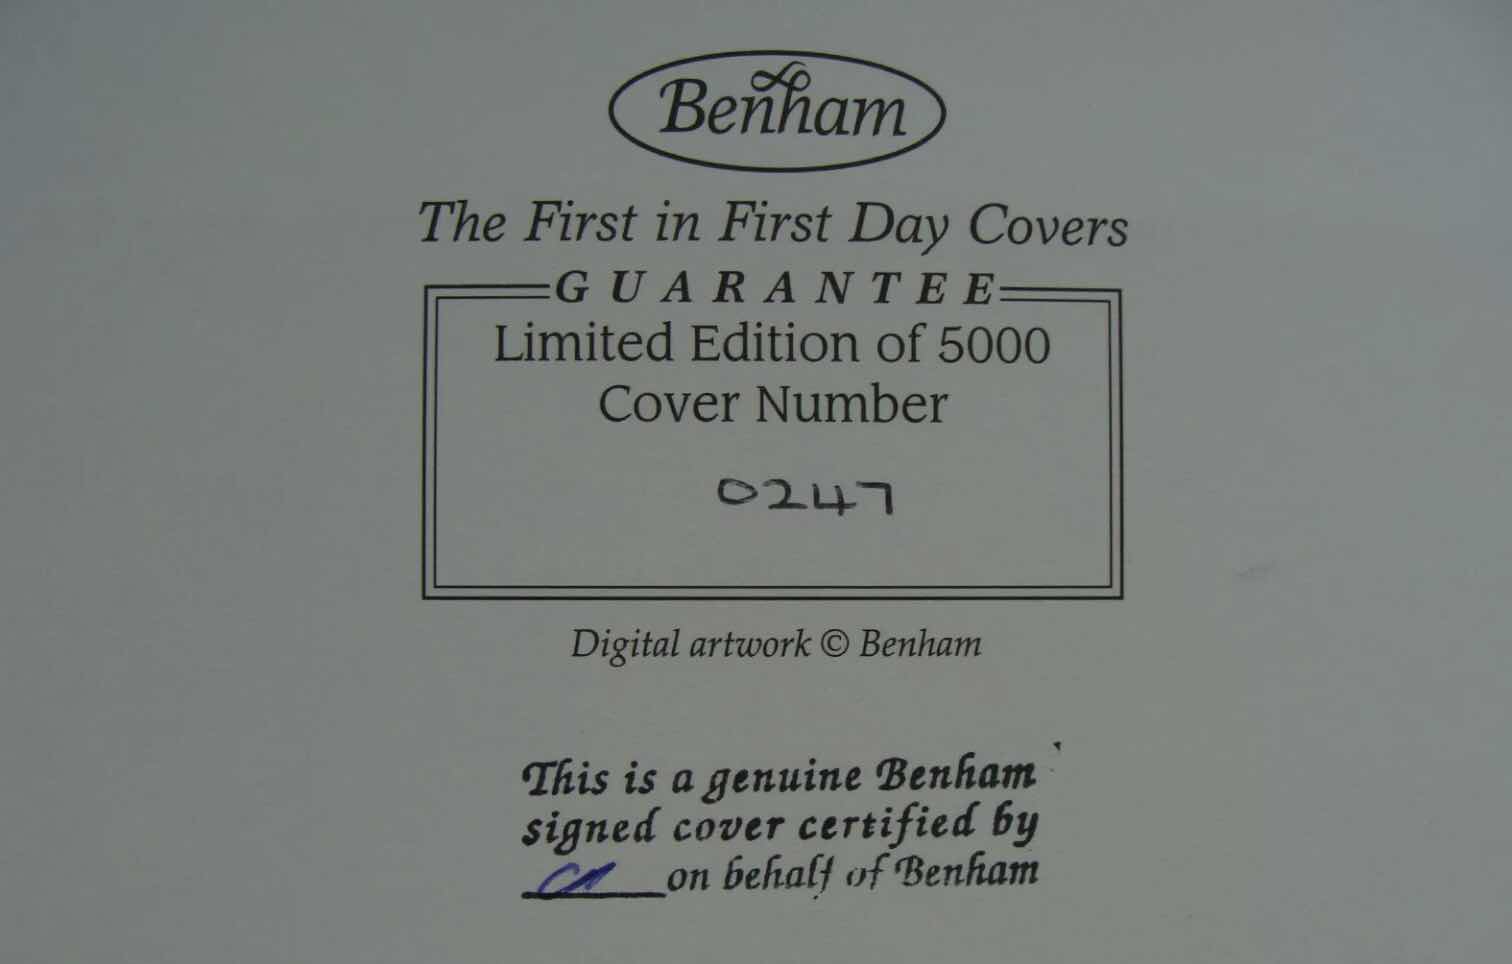 Benham
The First in First Day Covers
GUARANTEE
Limited Edition of 5000
Cover Number
0247
Digital artwork © Benham
This is a genuine Benham
signed cover certified by
on behalf of Benham